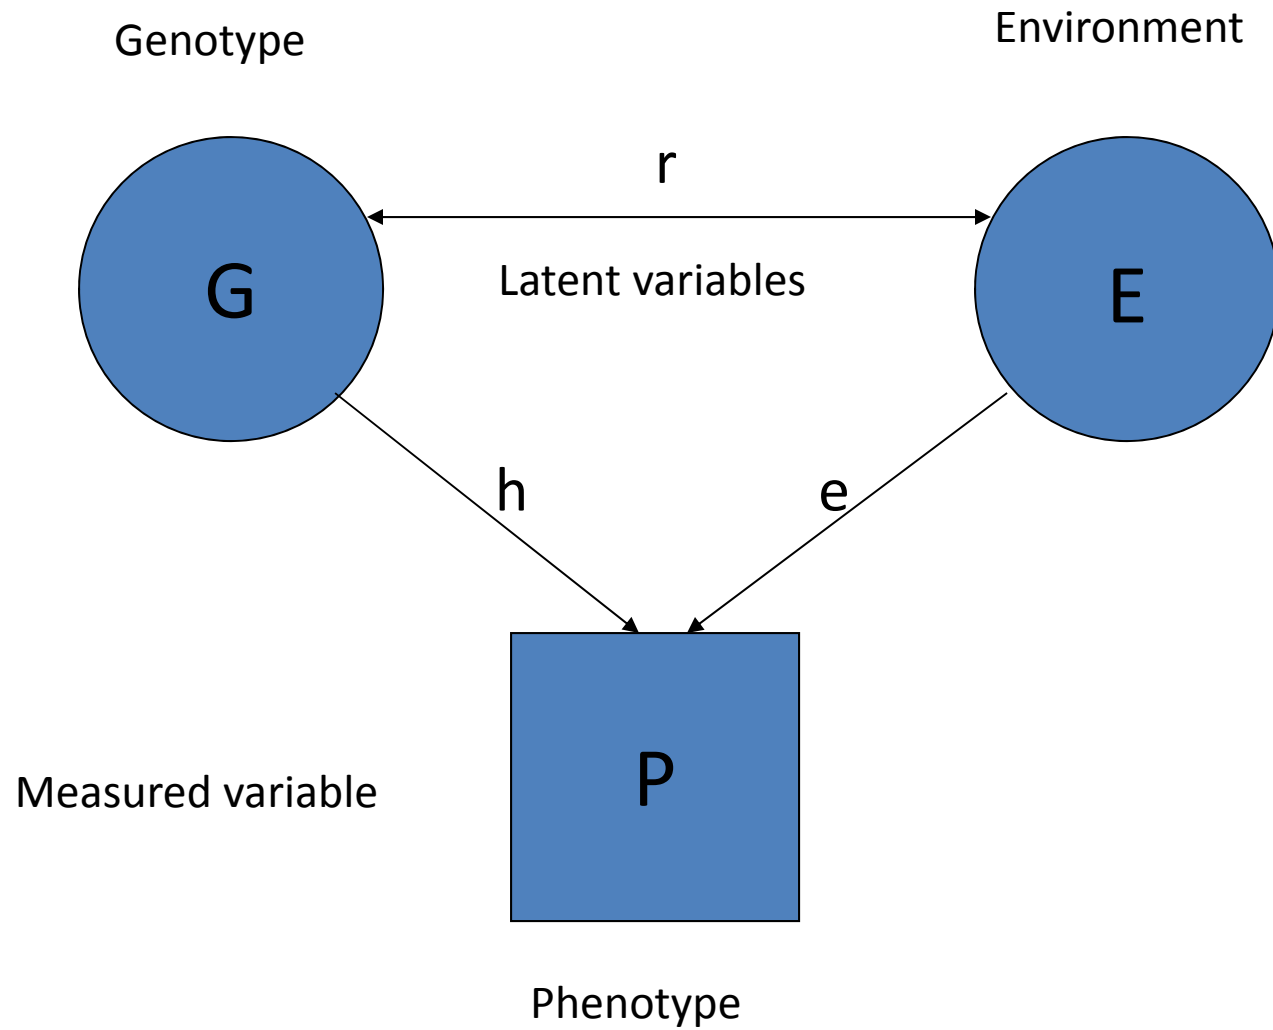 Genotype
Environment
r
G
Latent variables
E
h
e
P
Measured variable
Phenotype